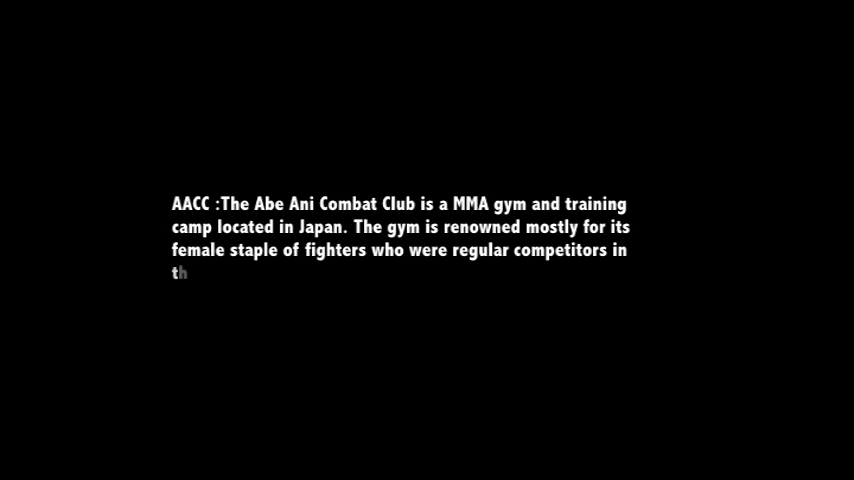 AACC :The Abe Ani Combat Club is a MMA gym and training
camp located in Japan. The gym is renowned mostly for its
female staple of fighters who were regular competitors in
th